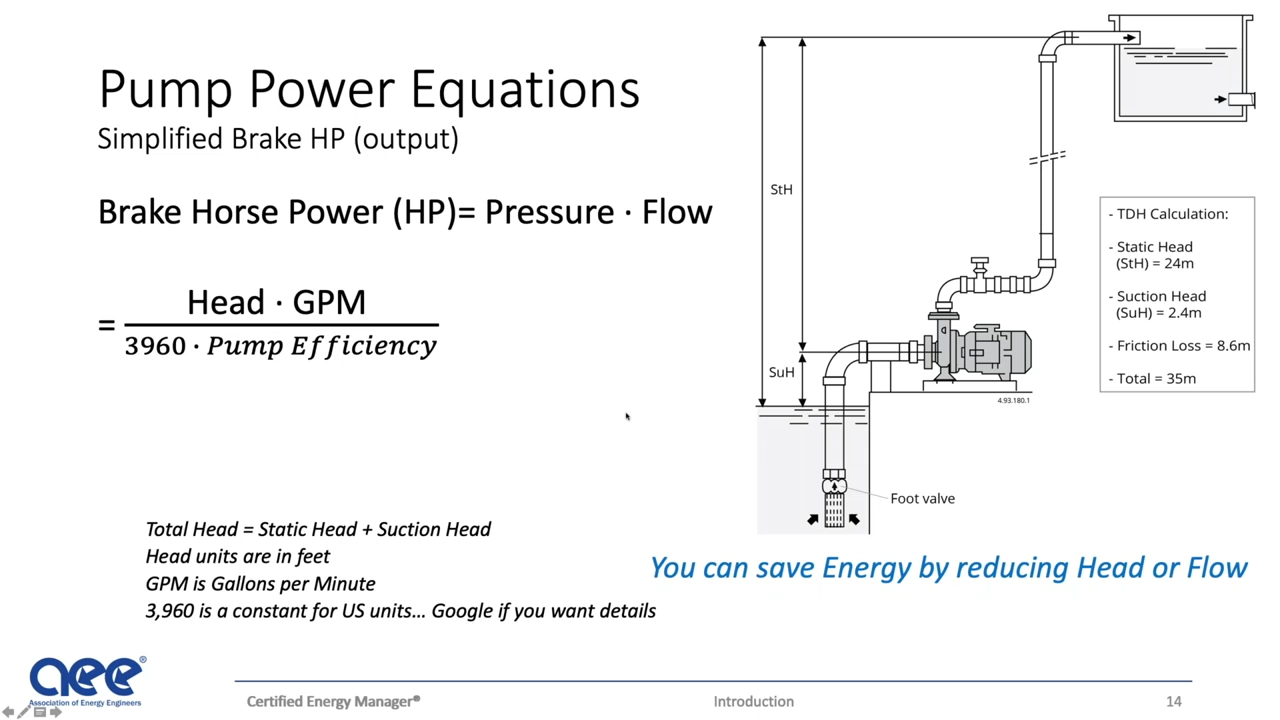 Pump Power Equations
Simplified Brake HP (output)
Brake Horse Power (HP)= Pressure · Flow
= Head · GPM
3960 · Pump Efficiency
StH
SuH
4.93.180.1
Foot valve
- TDH Calculation:
- Static Head
(StH) = 24m
- Suction Head
(SuH) = 2.4m
- Friction Loss = 8.6m
- Total = 35m
Total Head = Static Head + Suction Head
Head units are in feet
GPM is Gallons per Minute
3,960 is a constant for US units... Google if you want details
You can save Energy by reducing Head or Flow
aee®
Association of Energy Engineers
Certified Energy Manager®
Introduction
14